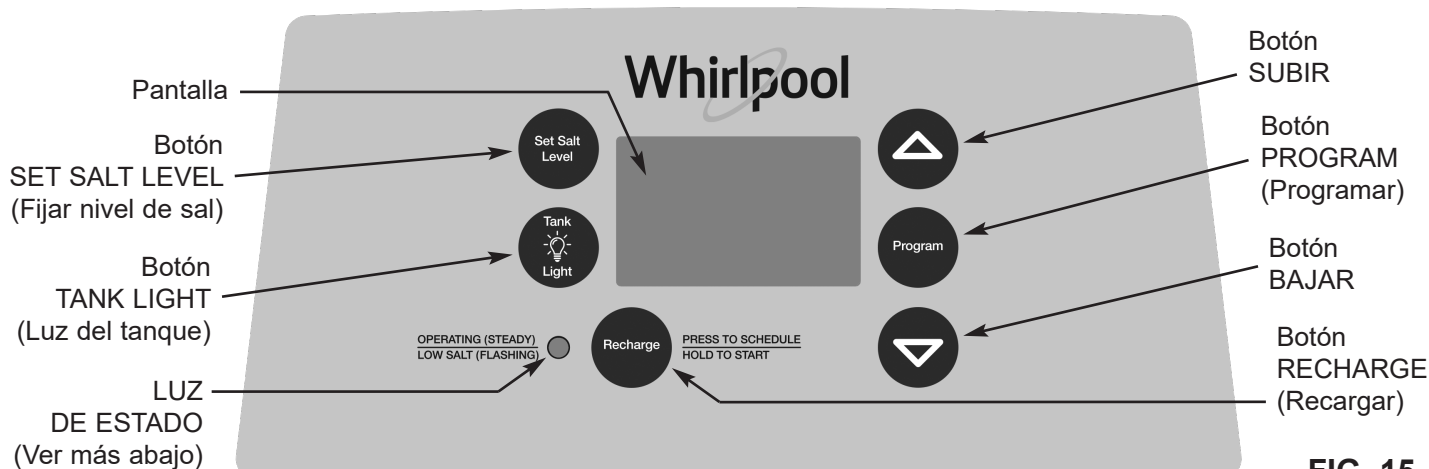 Whirlpool
Pantalla
Botón
SET SALT LEVEL
(Fijar nivel de sal)
Botón
TANK LIGHT
(Luz del tanque)
LUZ
DE ESTADO
(Ver más abajo)
Set Salt
Level
Tank
Light
OPERATING (STEADY)
LOW SALT (FLASHING)
Recharge
PRESS TO SCHEDULE
HOLD TO START
Program
Botón
SUBIR
Botón
PROGRAM
(Programar)
Botón
BAJAR
Botón
RECHARGE
(Recargar)
FIG. 15